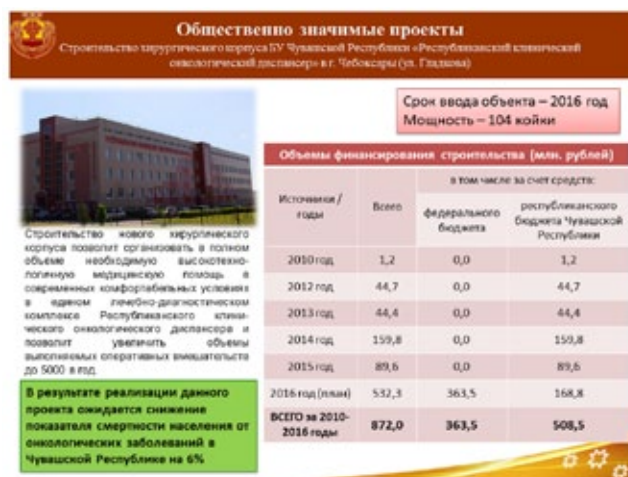 Общественно значимые проекты
Строительство хирургического корпуса БУ Чувашской Республики «Республиканский клинический
онкологический диспансер» в г. Чебоксары (ул. Гладкова)
Срок ввода объекта – 2016 год
Мощность – 104 койки
Строительство нового хирургического
корпуса позволит организовать в полном
объеме необходимую высокотехно-
логичную медицинскую помощь в
современных комфортабельных условиях
в едином лечебно-диагностическом
комплексе Республиканского клини-
ческого онкологического диспансера и
позволит увеличить объемы
выполняемых оперативных вмешательств
до 5000 в год.
В результате реализации данного
проекта ожидается снижение
показателя смертности населения от
онкологических заболеваний в
Чувашской Республике на 6%
Объемы финансирования строительства (млн. рублей)
Источники / годы Всего в том числе за счет средств:
федерального бюджета республиканского бюджета Чувашской Республики
2010 год 1,2 0,0 1,2
2012 год 44,7 0,0 44,7
2013 год 44,4 0,0 44,4
2014 год 159,8 0,0 159,8
2015 год 89,6 0,0 89,6
2016 год (план) 532,3 363,5 168,8
ВСЕГО за 2010-2016 годы 872,0 363,5 508,5